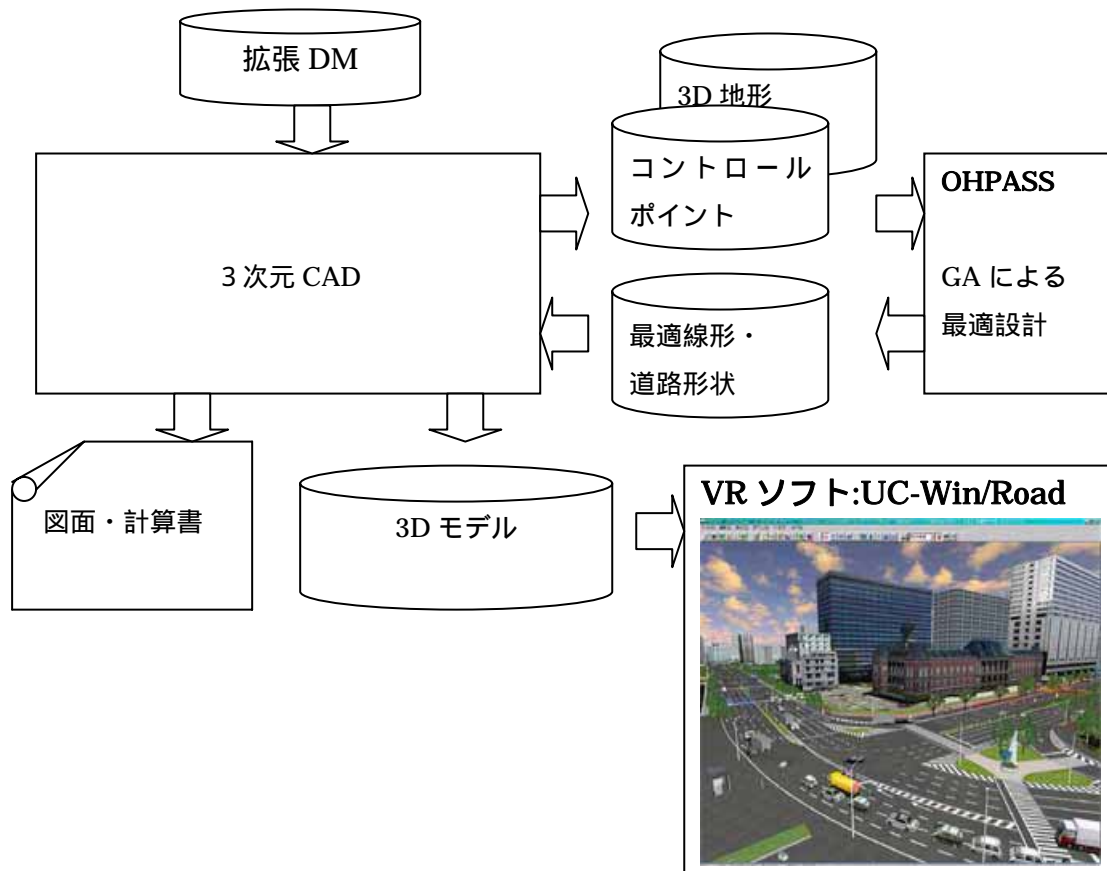 拡張 DM
3D 地形
コントロール
ポイント
OHPASS
GA による
最適設計
3 次元 CAD
最適線形・
道路形状
図面・計算書
3D モデル
VR ソフト:UC-Win/Road